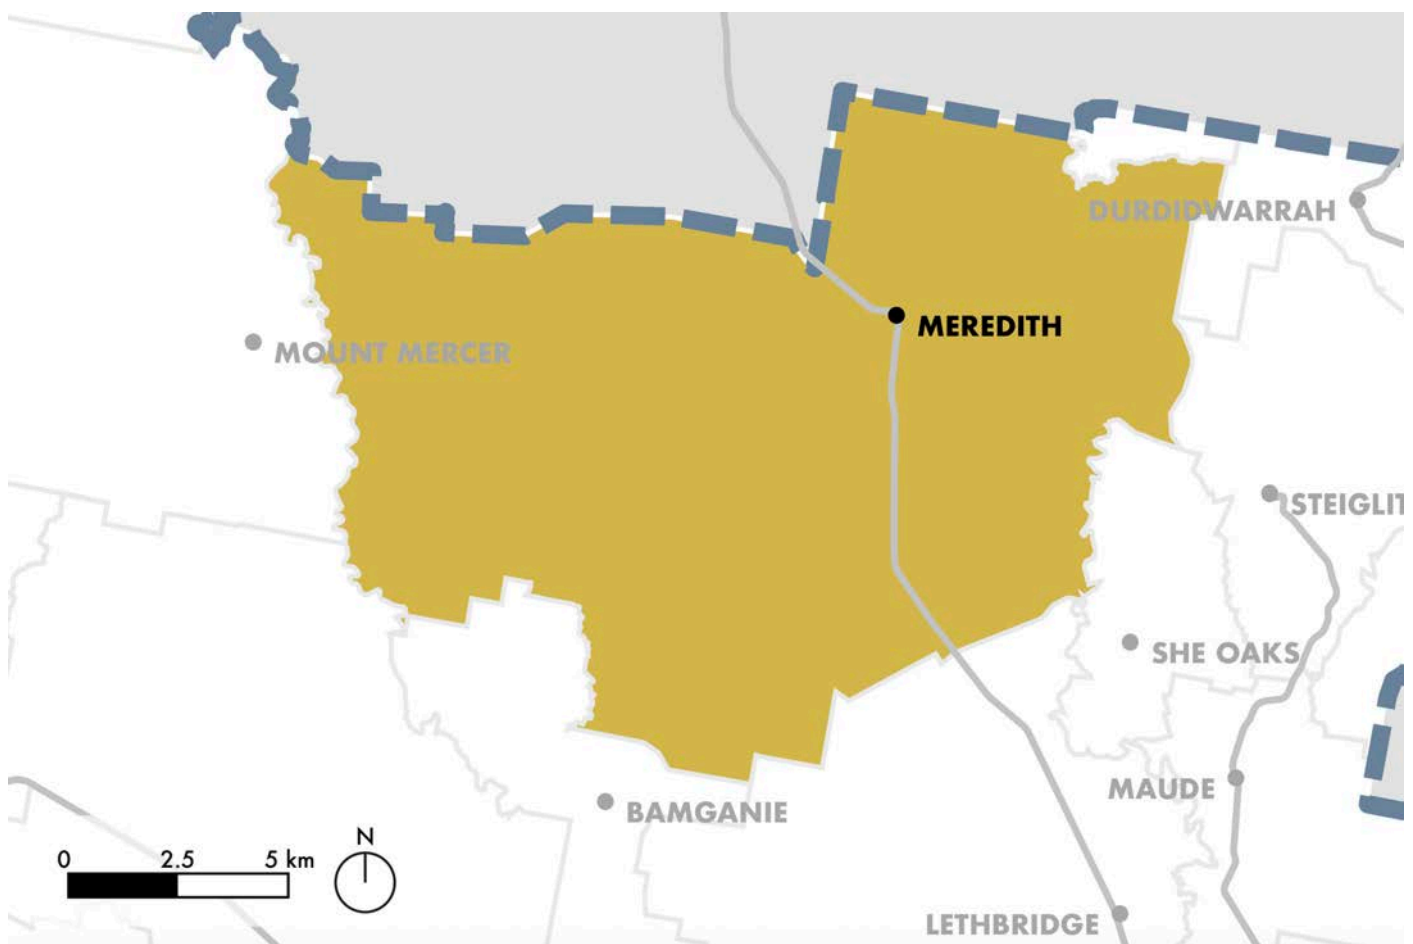 DURDIDWARRAH
MEREDITH
MOUNT MERCER
STEIGLIT
SHE OAKS
MAUDE
BAMGANIE
N
0 2.5 5 km
LETHBRIDGE